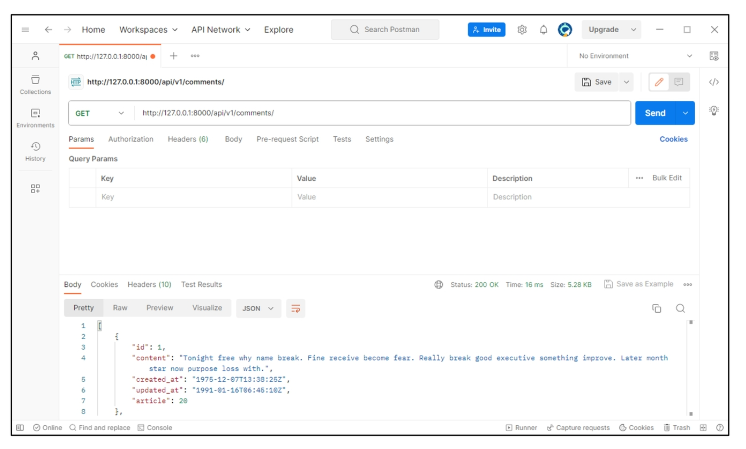 Home Workspaces API Network Explore Search Postman Invite Upgrade
GET http://127.0.0.1:8000/a No Environment
http://127.0.0.1:8000/api/v1/comments/ Save
Collections
GET http://127.0.0.1:8000/api/v1/comments/ Send
Environments
Params Authorization Headers (6) Body Pre-request Script Tests Settings Cookies
History
Query Params
Key Value Description Bulk Edit
Key Value Description
Body Cookies Headers (10) Test Results Status: 200 OK Time: 16 ms Size: 5.28 KB Save as Example
Pretty Raw Preview Visualize JSON
1 [
2 {
3 "id": 1,
4 "content": "Tonight free why name break. Fine receive become fear. Really break good executive something improve. Later month
star now purpose loss with.",
5 "created_at": "1975-12-07T13:38:25Z",
6 "updated_at": "1991-01-16T06:46:10Z",
7 "article": 20
8 },
Online Find and replace Console Runner Capture requests Cookies Trash